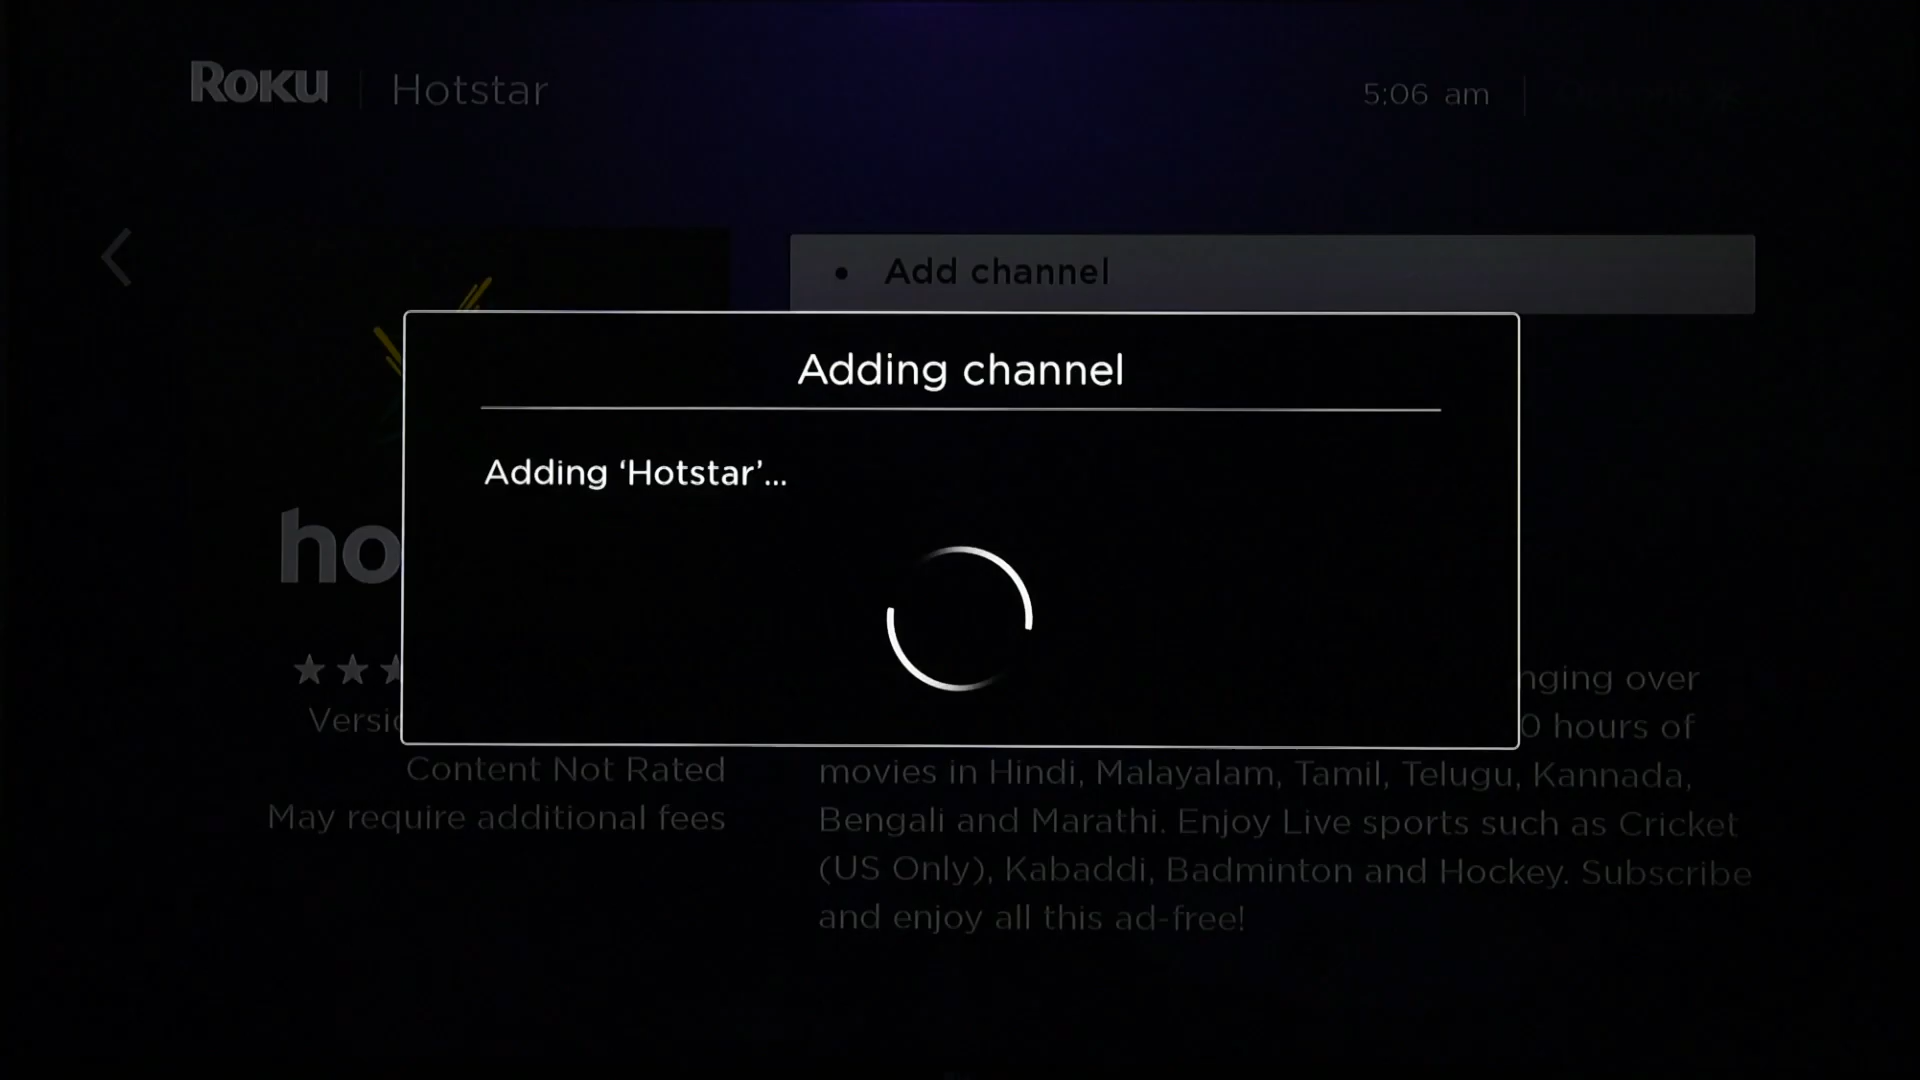 Roku | Hotstar
5:06 am
Add channel
Adding channel
Adding ‘Hotstar’...
ho
Versi
nging over
0 hours of
Content Not Rated
movies in Hindi, Malayalam, Tamil, Telugu, Kannada,
May require additional fees
Bengali and Marathi. Enjoy Live sports such as Cricket
(US Only), Kabaddi, Badminton and Hockey. Subscribe
and enjoy all this ad-free!